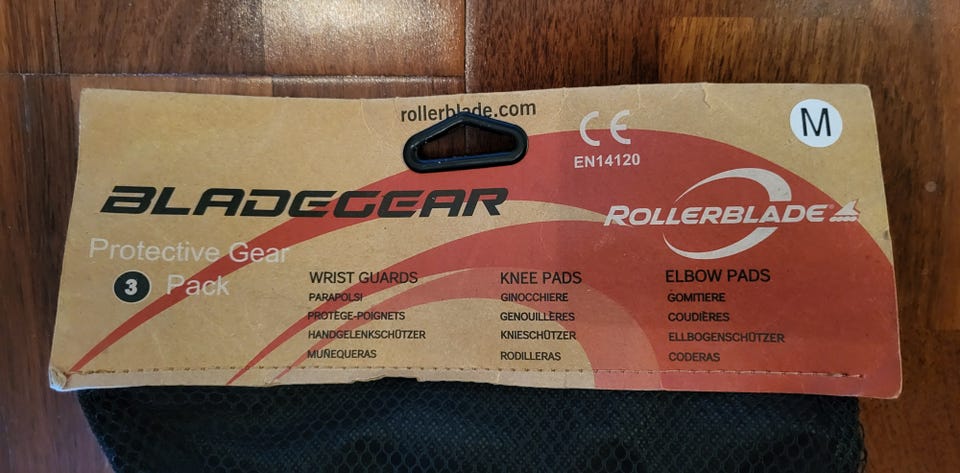 rollerblade.com
CE
EN14120
M
BLADEGEAR
ROLLERBLADE®
Protective Gear
3 Pack
WRIST GUARDS
PARAPOLSI
PROTÈGE-POIGNETS
HANDGELENKSCHÜTZER
MUÑEQUERAS
KNEE PADS
GINOCCHIERE
GENOUILLÈRES
KNIESCHÜTZER
RODILLERAS
ELBOW PADS
GOMITIERE
COUDIÈRES
ELLBOGENSCHÜTZER
CODERAS